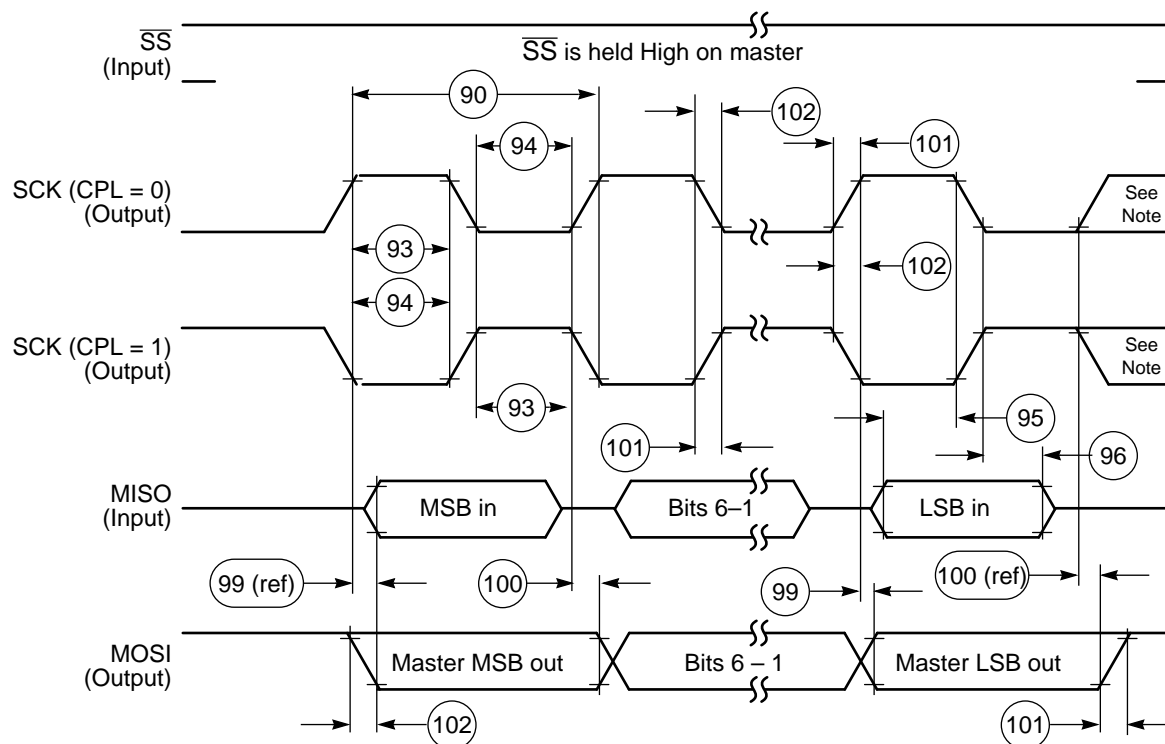 SS
(Input)
SS is held High on master
90
102
94
101
SCK (CPL = 0)
(Output)
See
Note
93
102
94
SCK (CPL = 1)
(Output)
See
Note
93
95
101
96
MISO
(Input)
MSB in
Bits 6–1
LSB in
99 (ref)
100
99
100 (ref)
MOSI
(Output)
Master MSB out
Bits 6 – 1
Master LSB out
102
101